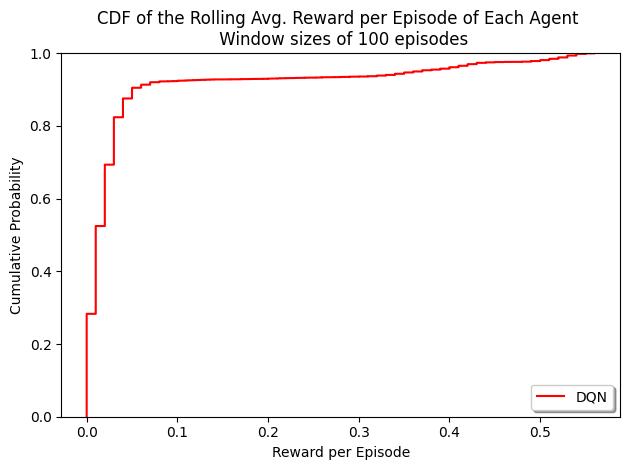 CDF of the Rolling Avg. Reward per Episode of Each Agent
Window sizes of 100 episodes
1.0
0.8
0.6
0.4
0.2
0.0
Cumulative Probability
DQN
0.0 0.1 0.2 0.3 0.4 0.5
Reward per Episode